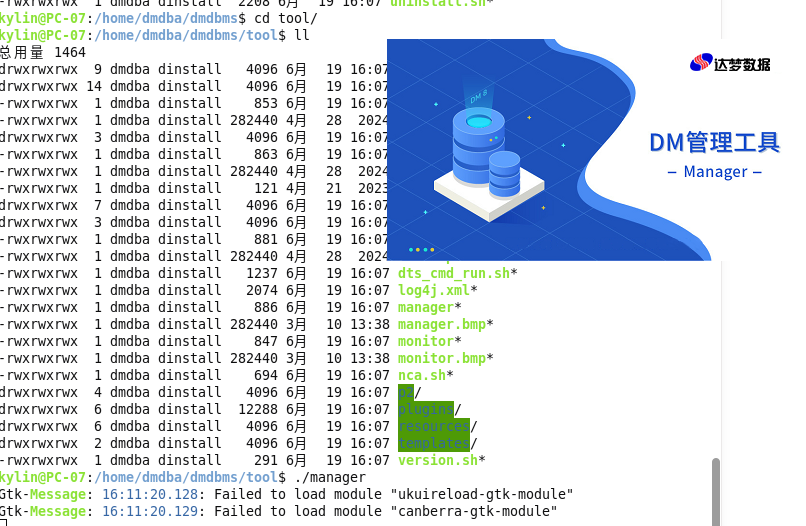 -rwxrwxrwx  1 dmdba dinstall   2208 6月   19 16:07 uninstall.sh*
kylin@PC-07:/home/dmdba/dmdbms$ cd tool/
kylin@PC-07:/home/dmdba/dmdbms/tool$ ll
总用量 1464
drwxrwxrwx  9 dmdba dinstall   4096 6月   19 16:07
drwxrwxrwx 14 dmdba dinstall   4096 6月   19 16:07
-rwxrwxrwx  1 dmdba dinstall    853 6月   19 16:07
-rwxrwxrwx  1 dmdba dinstall 282440 4月   28  2024
drwxrwxrwx  3 dmdba dinstall   4096 6月   19 16:07
-rwxrwxrwx  1 dmdba dinstall    863 6月   19 16:07
-rwxrwxrwx  1 dmdba dinstall 282440 4月   28  2024
-rwxrwxrwx  1 dmdba dinstall    121 4月   21  2023
drwxrwxrwx  7 dmdba dinstall   4096 6月   19 16:07
drwxrwxrwx  3 dmdba dinstall   4096 6月   19 16:07
-rwxrwxrwx  1 dmdba dinstall    881 6月   19 16:07
-rwxrwxrwx  1 dmdba dinstall 282440 4月   28  2024
-rwxrwxrwx  1 dmdba dinstall   1237 6月   19 16:07 dts_cmd_run.sh*
-rwxrwxrwx  1 dmdba dinstall   2074 6月   19 16:07 log4j.xml*
-rwxrwxrwx  1 dmdba dinstall    886 6月   19 16:07 manager*
-rwxrwxrwx  1 dmdba dinstall 282440 3月   10 13:38 manager.bmp*
-rwxrwxrwx  1 dmdba dinstall    847 6月   19 16:07 monitor*
-rwxrwxrwx  1 dmdba dinstall 282440 3月   10 13:38 monitor.bmp*
-rwxrwxrwx  1 dmdba dinstall    694 6月   19 16:07 nca.sh*
drwxrwxrwx  4 dmdba dinstall   4096 6月   19 16:07 p2/
drwxrwxrwx  6 dmdba dinstall  12288 6月   19 16:07 plugins/
drwxrwxrwx  6 dmdba dinstall   4096 6月   19 16:07 resources/
drwxrwxrwx  2 dmdba dinstall   4096 6月   19 16:07 templates/
-rwxrwxrwx  1 dmdba dinstall    291 6月   19 16:07 version.sh*
kylin@PC-07:/home/dmdba/dmdbms/tool$ ./manager
Gtk-Message: 16:11:20.128: Failed to load module "ukuireload-gtk-module"
Gtk-Message: 16:11:20.129: Failed to load module "canberra-gtk-module"
达梦数据
DM 8
DM管理工具
– Manager –